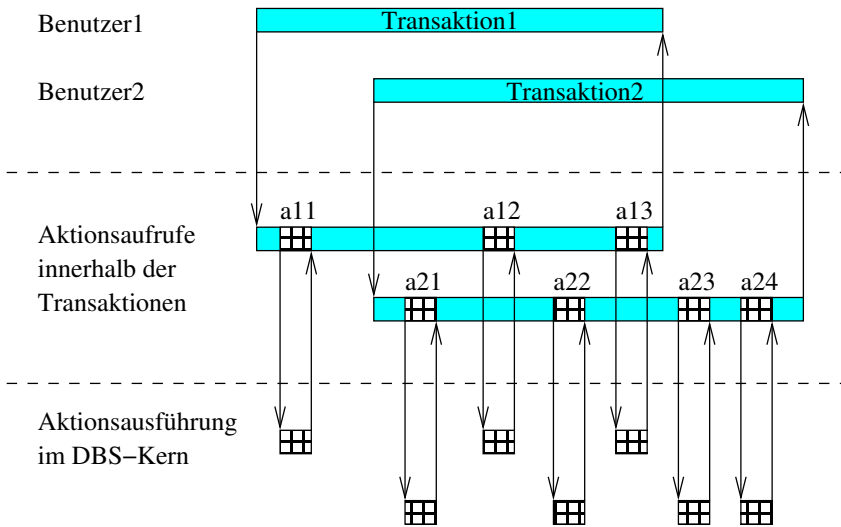 Benutzer1
Transaktion1
Benutzer2
Transaktion2
a11
a12
a13
Aktionsaufrufe
innerhalb der
Transaktionen
a21
a22
a23
a24
Aktionsausführung
im DBS−Kern